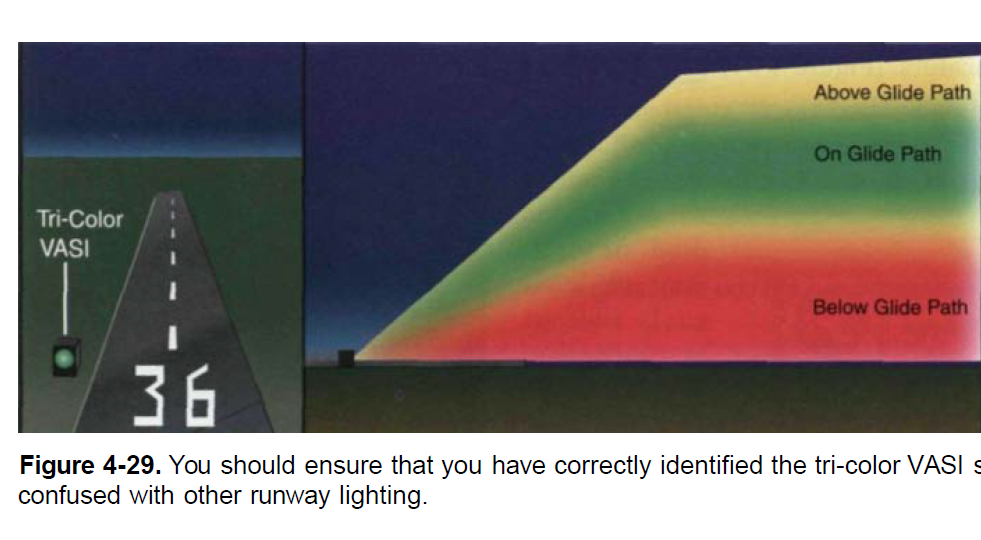 Above Glide Path
On Glide Path
Tri-Color
VASI
Below Glide Path
36
Figure 4-29. You should ensure that you have correctly identified the tri-color VASI s
confused with other runway lighting.